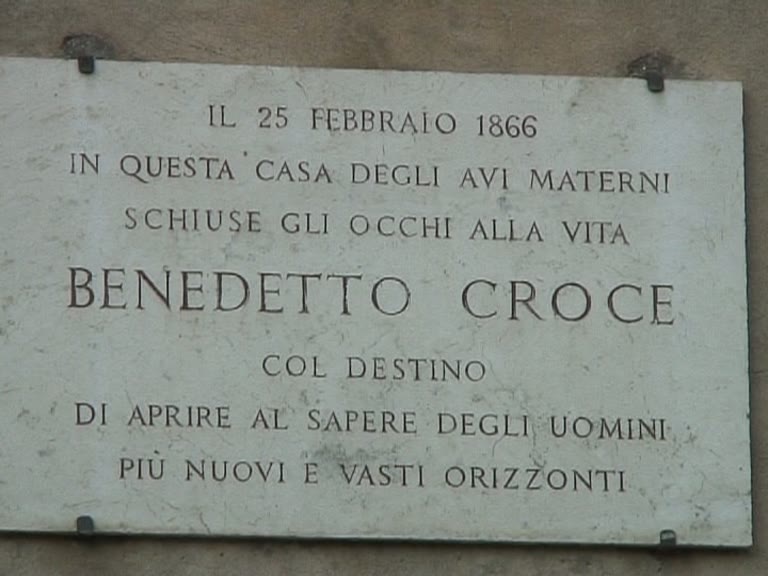 IL 25 FEBBRAIO 1866
IN QUESTA CASA DEGLI AVI MATERNI
SCHIUSE GLI OCCHI ALLA VITA
BENEDETTO CROCE
COL DESTINO
DI APRIRE AL SAPERE DEGLI UOMINI
PIÙ NUOVI E VASTI ORIZZONTI